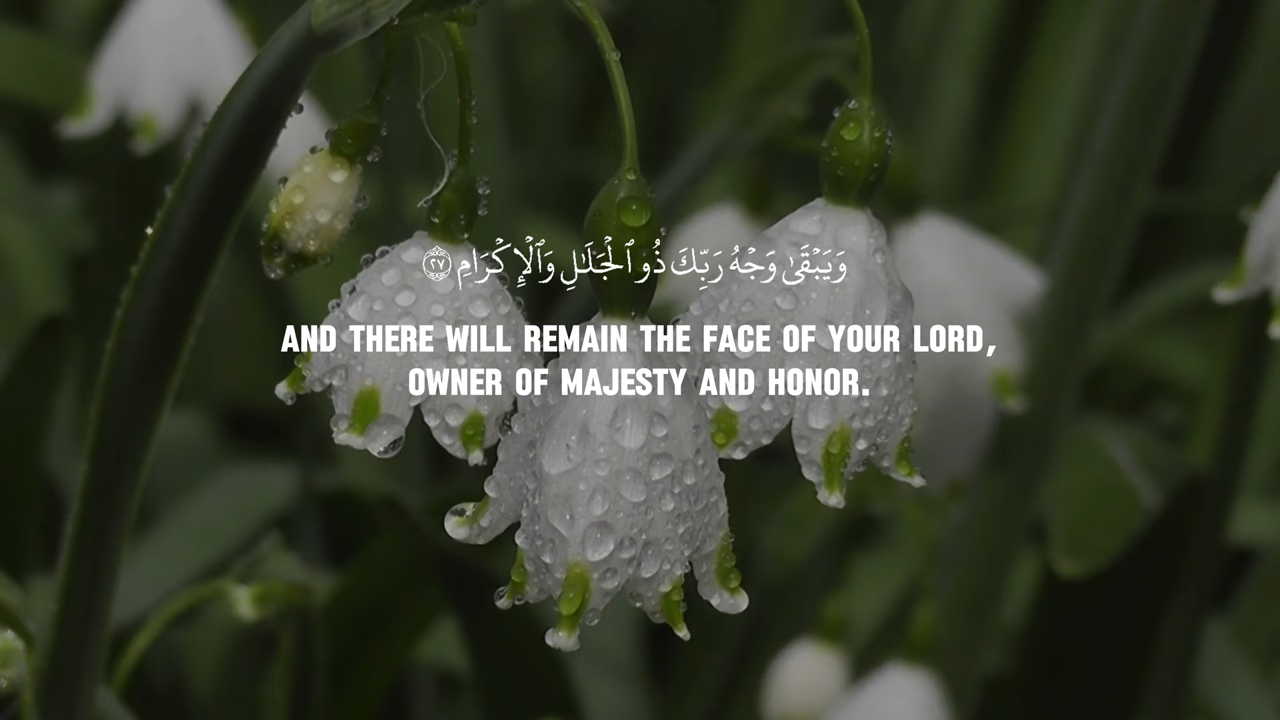 وَيَبْقَىٰ وَجْهُ رَبِّكَ ذُو ٱلْجَلَـٰلِ وَٱلْإِكْرَامِ ٢٧
AND THERE WILL REMAIN THE FACE OF YOUR LORD,
OWNER OF MAJESTY AND HONOR.